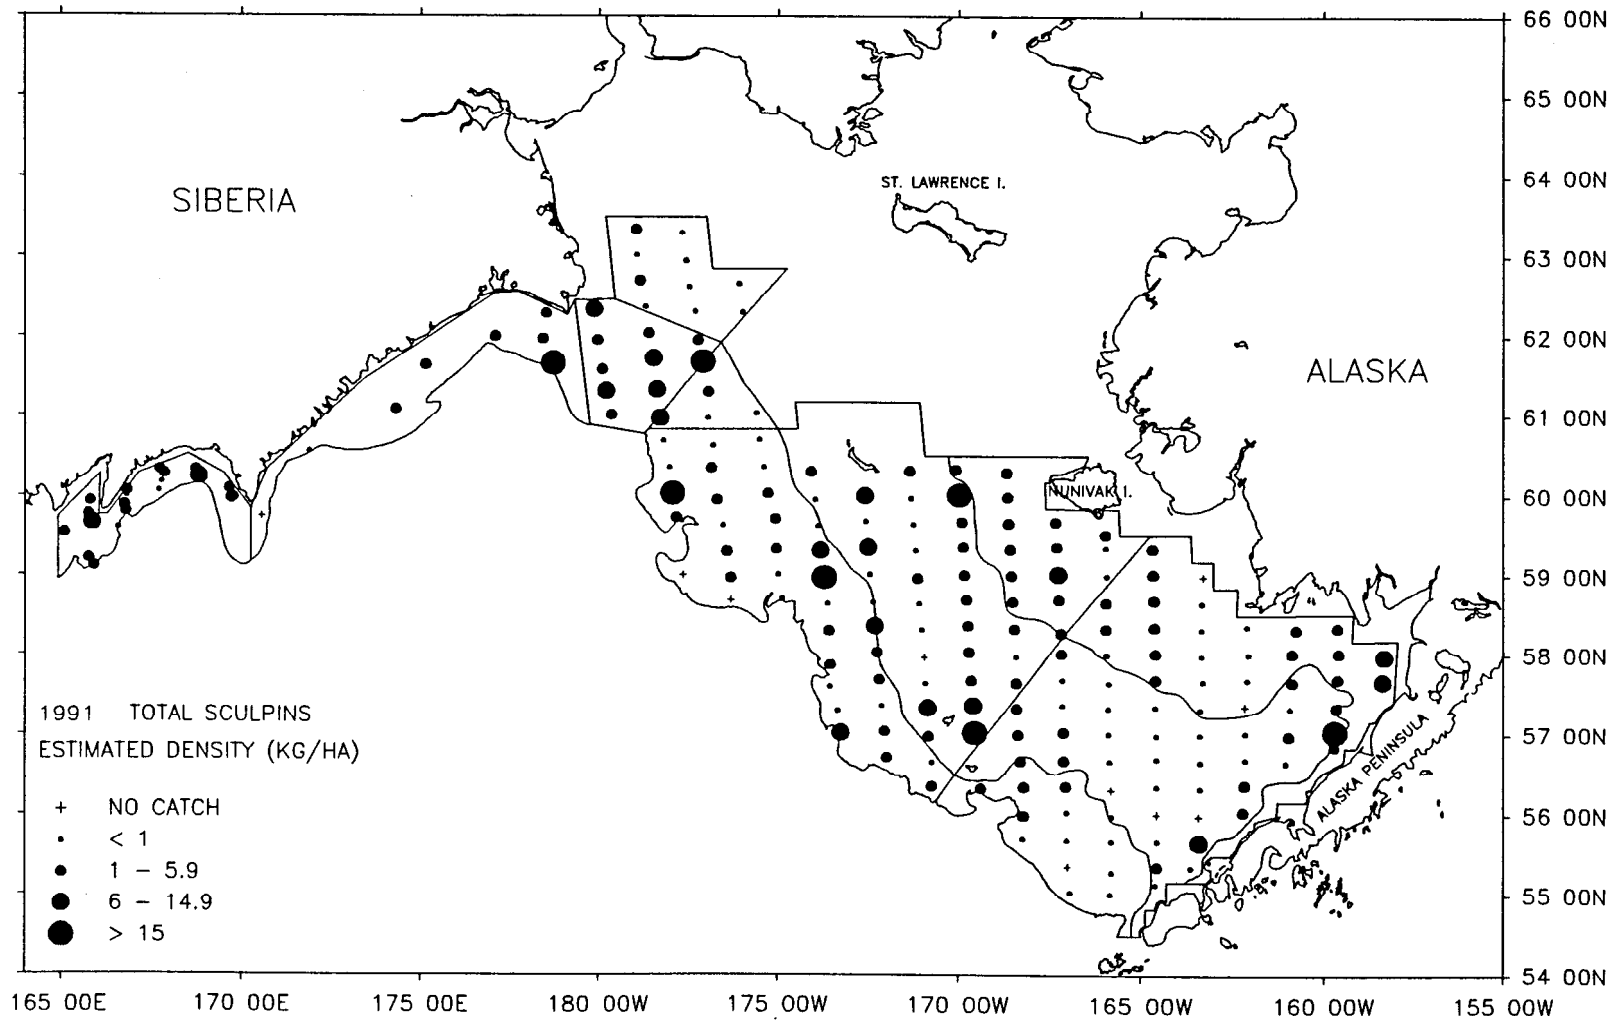 66 00N
65 00N
64 00N
63 00N
62 00N
61 00N
60 00N
59 00N
58 00N
57 00N
56 00N
55 00N
54 00N
SIBERIA
ST. LAWRENCE I.
ALASKA
NUNIVAK I.
ALASKA PENINSULA
1991 TOTAL SCULPINS
ESTIMATED DENSITY (KG/HA)
+ NO CATCH
< 1
1 – 5.9
6 – 14.9
> 15
165 00E 170 00E 175 00E 180 00W 175 00W 170 00W 165 00W 160 00W 155 00W